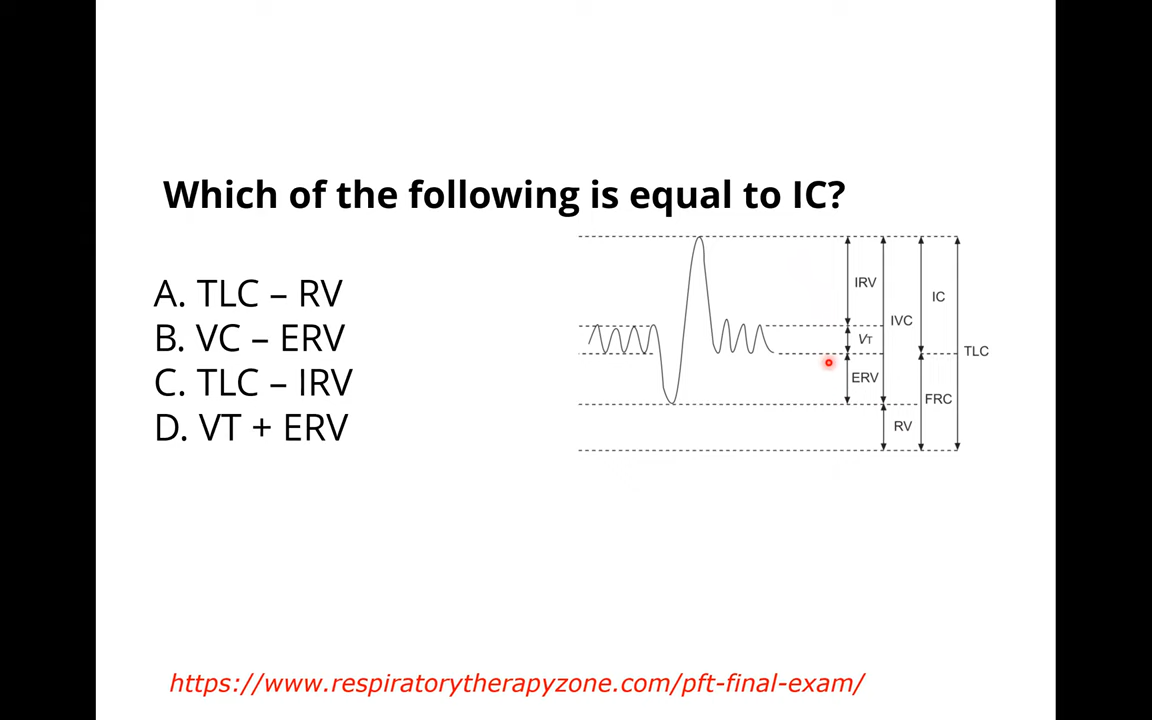 Which of the following is equal to IC?
A. TLC – RV
B. VC – ERV
C. TLC – IRV
D. VT + ERV
IRV
IC
IVC
VT
TLC
ERV
FRC
RV
https://www.respiratorytherapyzone.com/pft-final-exam/